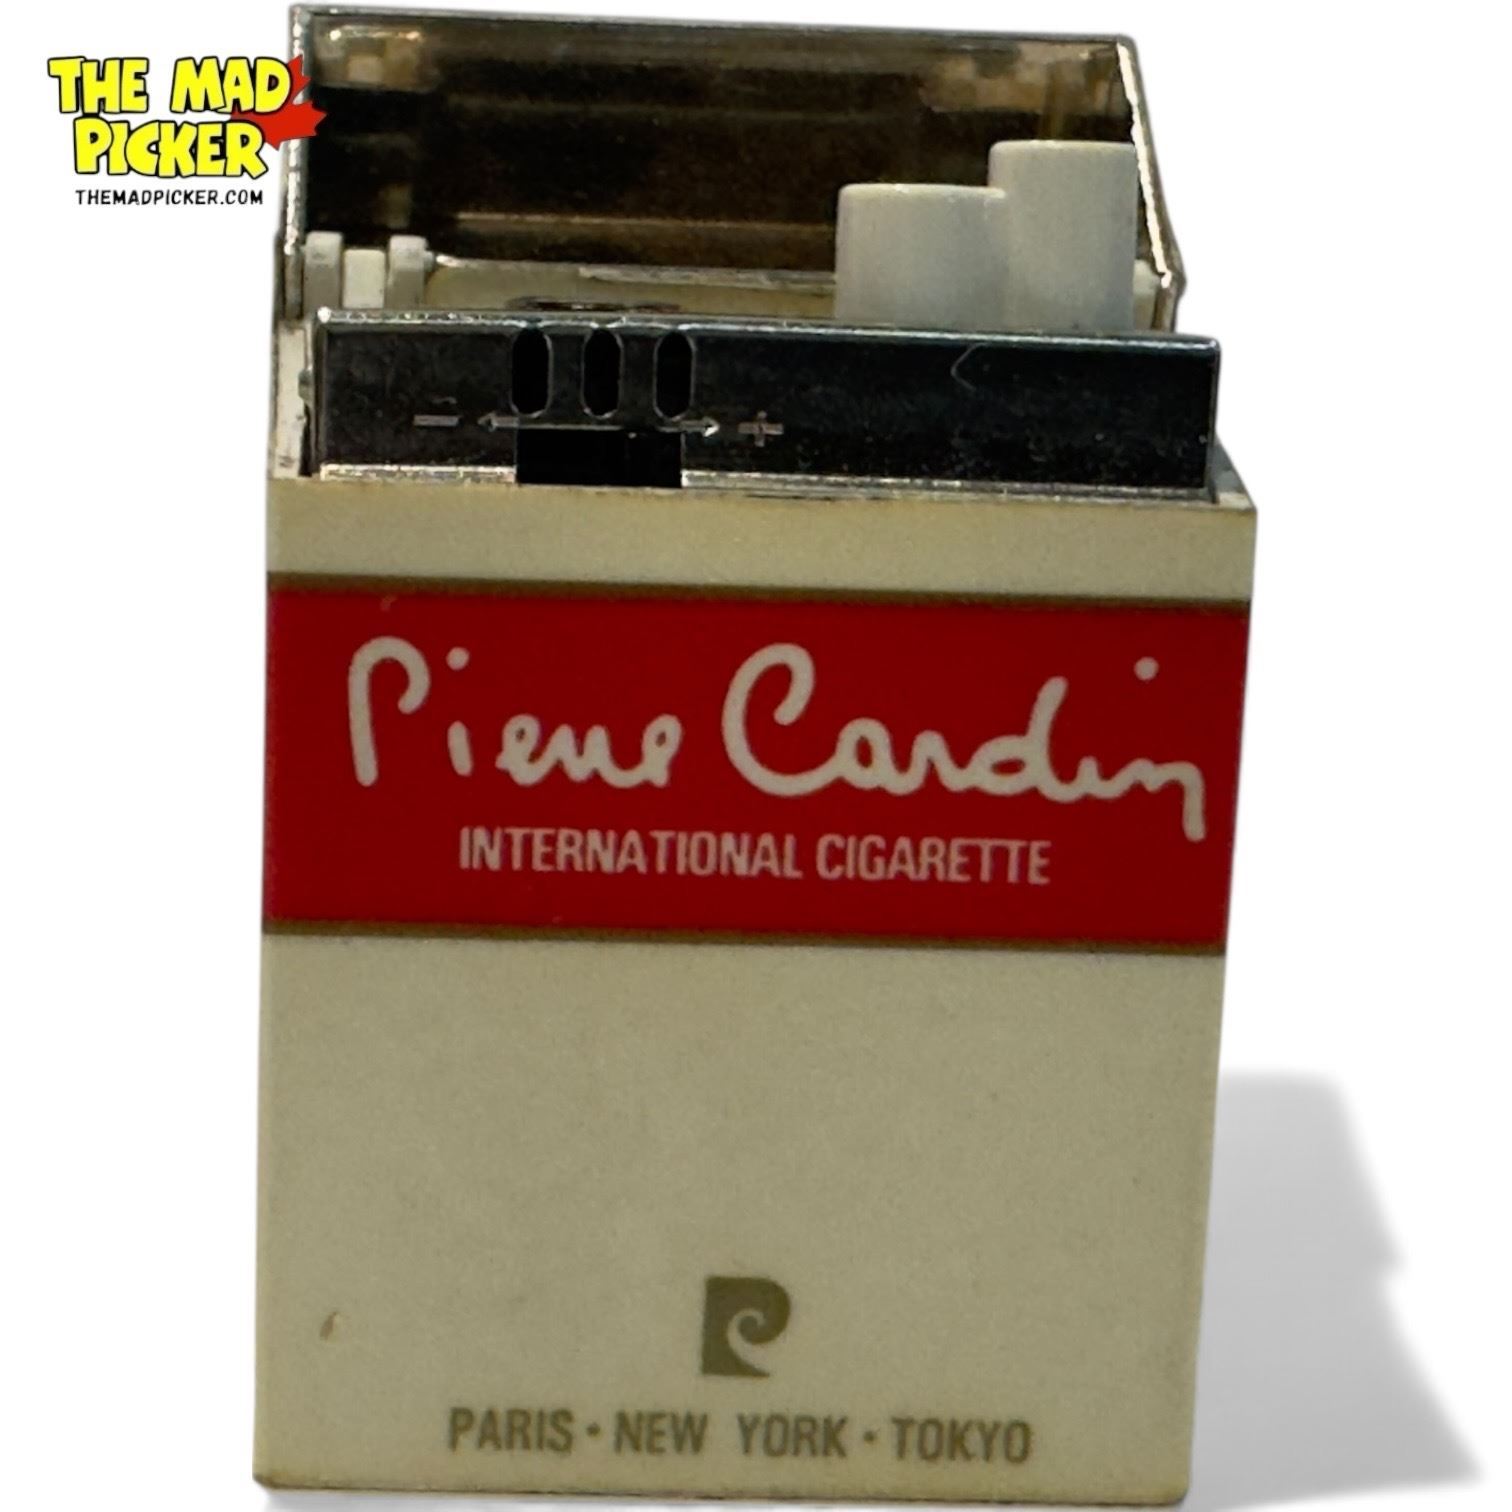 THE MAD
PICKER
THEMADPICKER.COM
- +
Pierre Cardin
INTERNATIONAL CIGARETTE
PARIS • NEW YORK • TOKYO